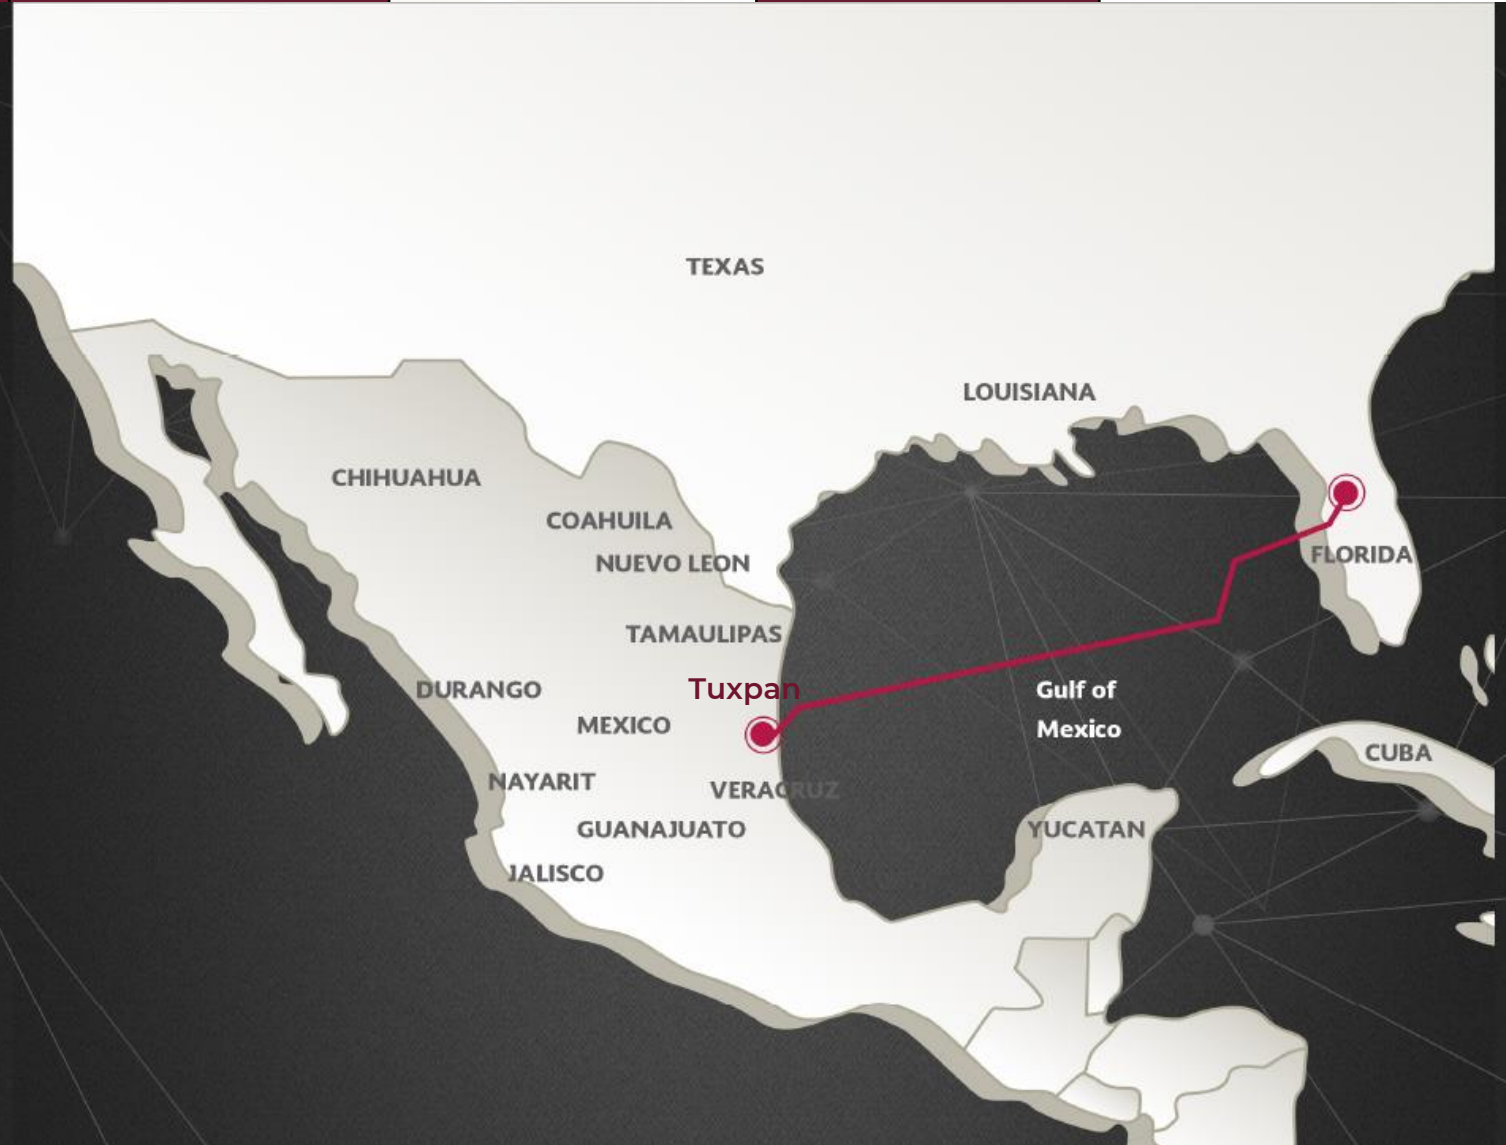 TEXAS
LOUISIANA
CHIHUAHUA
COAHUILA
FLORIDA
NUEVO LEON
TAMAULIPAS
DURANGO
Tuxpan
Gulf of
Mexico
MEXICO
CUBA
NAYARIT
VERACRUZ
GUANAJUATO
YUCATAN
JALISCO